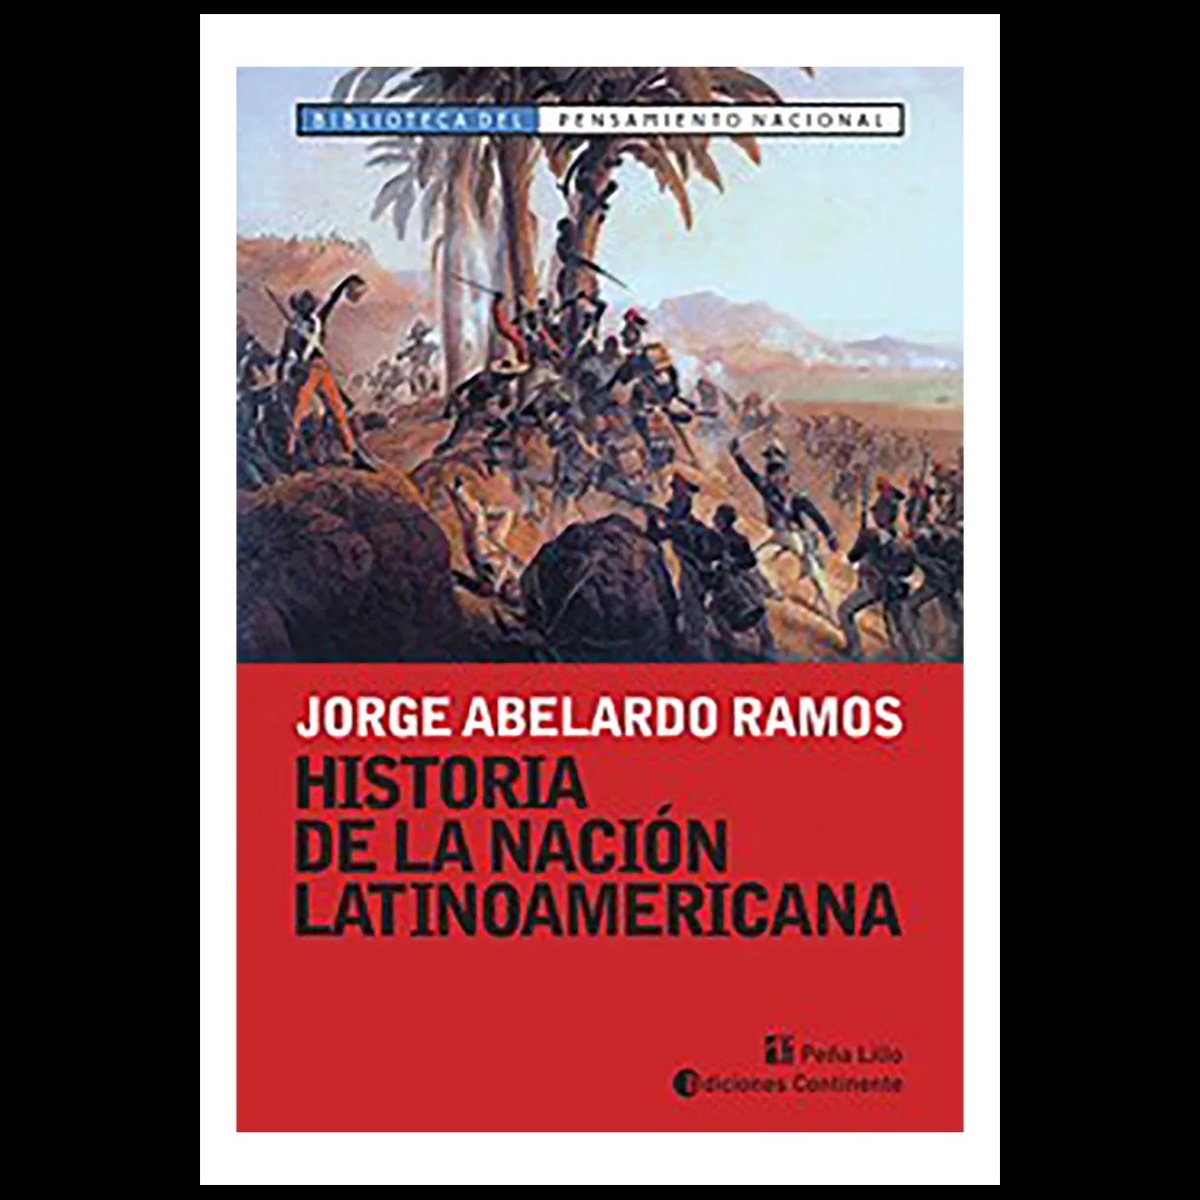 BIBLIOTECA DEL PENSAMIENTO NACIONAL
JORGE ABELARDO RAMOS
HISTORIA
DE LA NACIÓN
LATINOAMERICANA
Peña Lillo
Ediciones Continente